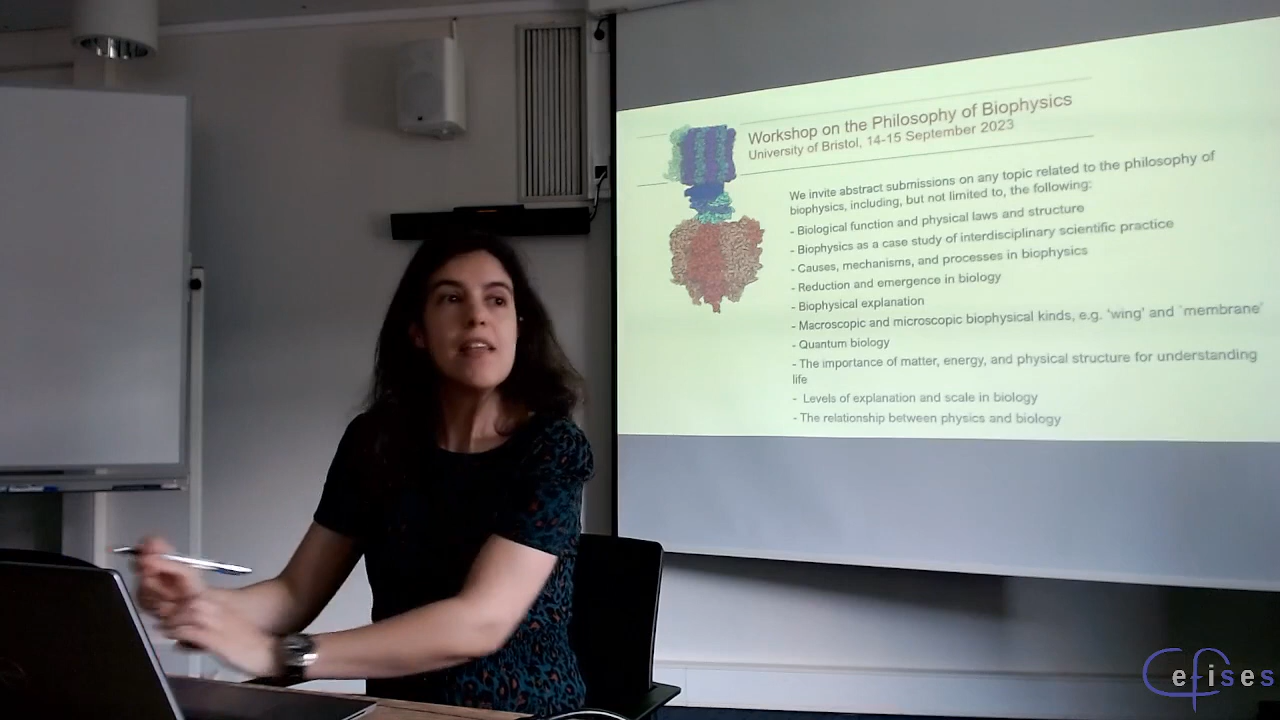 Workshop on the Philosophy of Biophysics
University of Bristol, 14-15 September 2023
We invite abstract submissions on any topic related to the philosophy of
biophysics, including, but not limited to, the following:
- Biological function and physical laws and structure
- Biophysics as a case study of interdisciplinary scientific practice
- Causes, mechanisms, and processes in biophysics
- Reduction and emergence in biology
- Biophysical explanation
- Macroscopic and microscopic biophysical kinds, e.g. 'wing' and `membrane'
- Quantum biology
- The importance of matter, energy, and physical structure for understanding
life
- Levels of explanation and scale in biology
- The relationship between physics and biology
Cefises